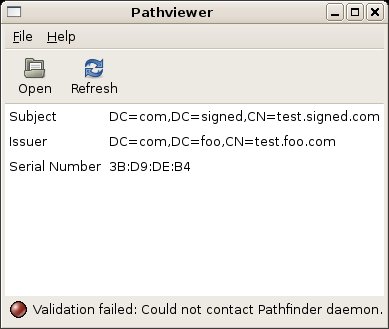 Pathviewer
File Help
Open Refresh
Subject DC=com,DC=signed,CN=test.signed.com
Issuer DC=com,DC=foo,CN=test.foo.com
Serial Number 3B:D9:DE:B4
Validation failed: Could not contact Pathfinder daemon.